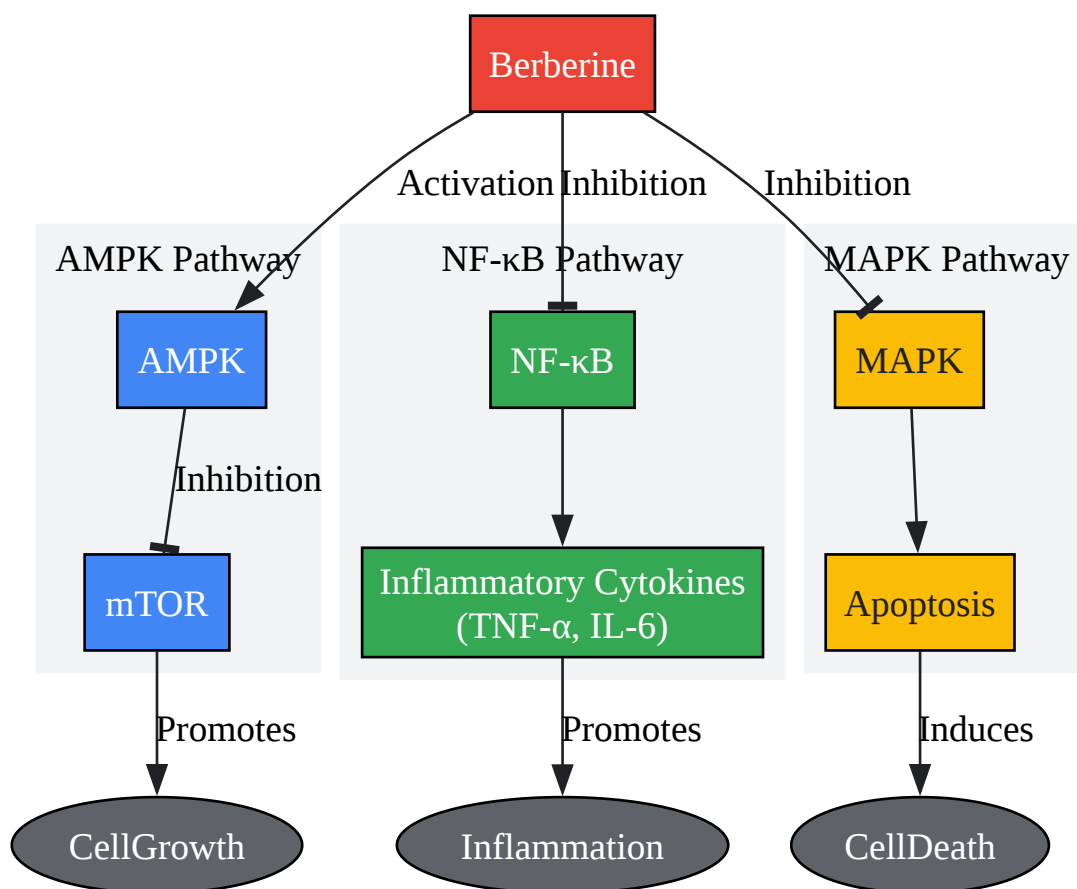 Berberine
Activation
Inhibition
Inhibition
AMPK Pathway
NF-κB Pathway
MAPK Pathway
AMPK
NF-κB
MAPK
Inhibition
mTOR
Inflammatory Cytokines
(TNF-α, IL-6)
Apoptosis
Promotes
Promotes
Induces
CellGrowth
Inflammation
CellDeath